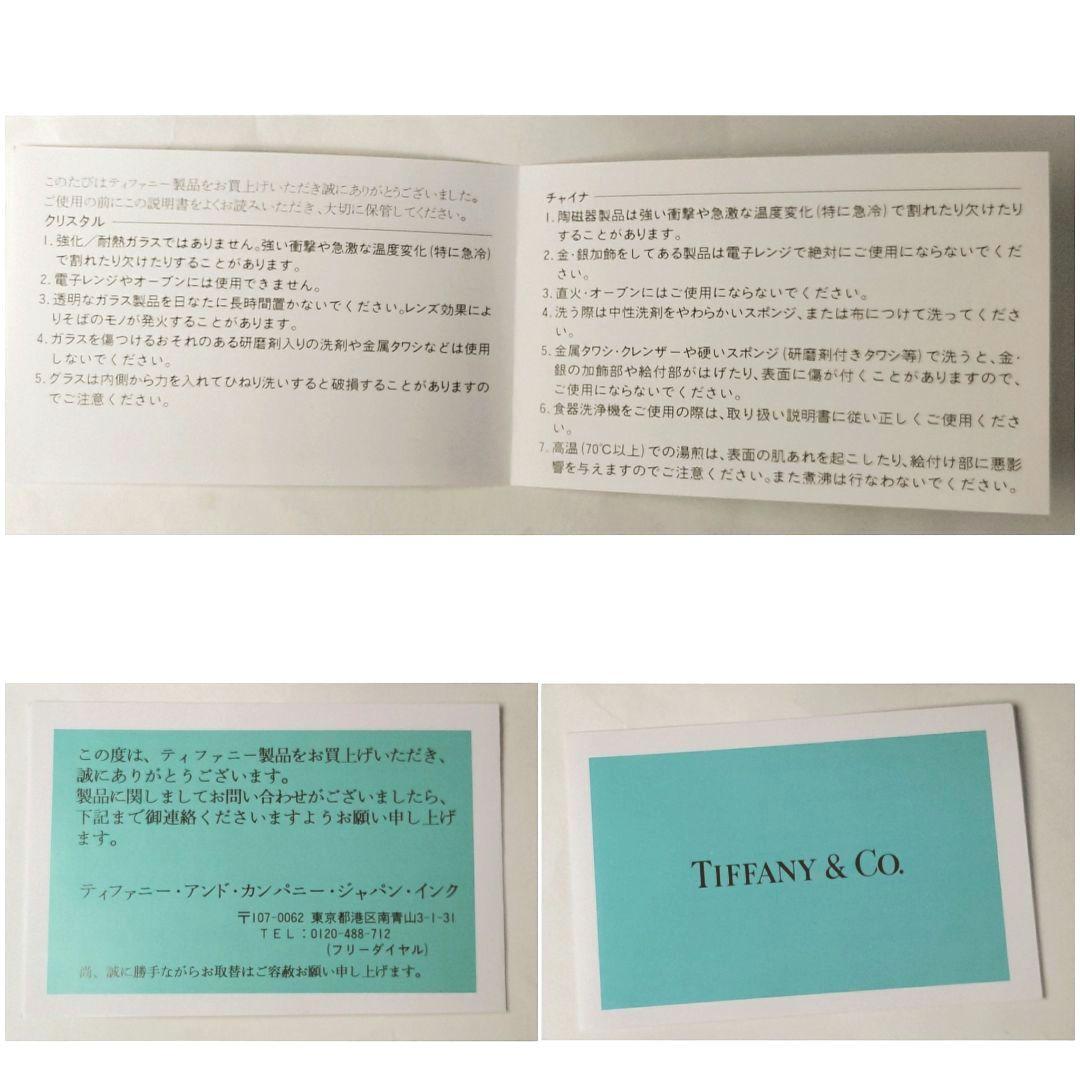 このたびはティファニー製品をお買上げいただき誠にありがとうございました。
ご使用の前にこの説明書をよくお読みいただき、大切に保管してください。
クリスタル
1. 強化／耐熱ガラスではありません。強い衝撃や急激な温度変化(特に急冷)
で割れたり欠けたりすることがあります。
2. 電子レンジやオーブンには使用できません。
3. 透明なガラス製品を日なたに長時間置かないでください。レンズ効果によ
りそばのモノが発火することがあります。
4. ガラスを傷つけるおそれのある研磨剤入りの洗剤や金属タワシなどは使用
しないでください。
5. グラスは内側から力を入れてひねり洗いすると破損することがありますの
でご注意ください。
チャイナ
1. 陶磁器製品は強い衝撃や急激な温度変化(特に急冷)で割れたり欠けたり
することがあります。
2. 金・銀加飾をしてある製品は電子レンジで絶対にご使用にならないでくだ
さい。
3. 直火・オーブンにはご使用にならないでください。
4. 洗う際は中性洗剤をやわらかいスポンジ、または布につけて洗ってくださ
い。
5. 金属タワシ・クレンザーや硬いスポンジ(研磨剤付きタワシ等)で洗うと、金・
銀の加飾部や絵付部がはげたり、表面に傷が付くことがありますので、
ご使用にならないでください。
6. 食器洗浄機をご使用の際は、取り扱い説明書に従い正しくご使用くださ
い。
7. 高温(70℃以上)での湯煎は、表面の肌あれを起こしたり、絵付け部に悪影
響を与えますのでご注意ください。また煮沸は行なわないでください。
この度は、ティファニー製品をお買上げいただき、
誠にありがとうございます。
製品に関しましてお問い合わせがございましたら、
下記まで御連絡くださいますようお願い申し上げ
ます。
ティファニー・アンド・カンパニー・ジャパン・インク
〒107-0062 東京都港区南青山3-1-31
TEL：0120-488-712
(フリーダイヤル)
尚、誠に勝手ながらお取替はご容赦お願い申し上げます。
TIFFANY & CO.